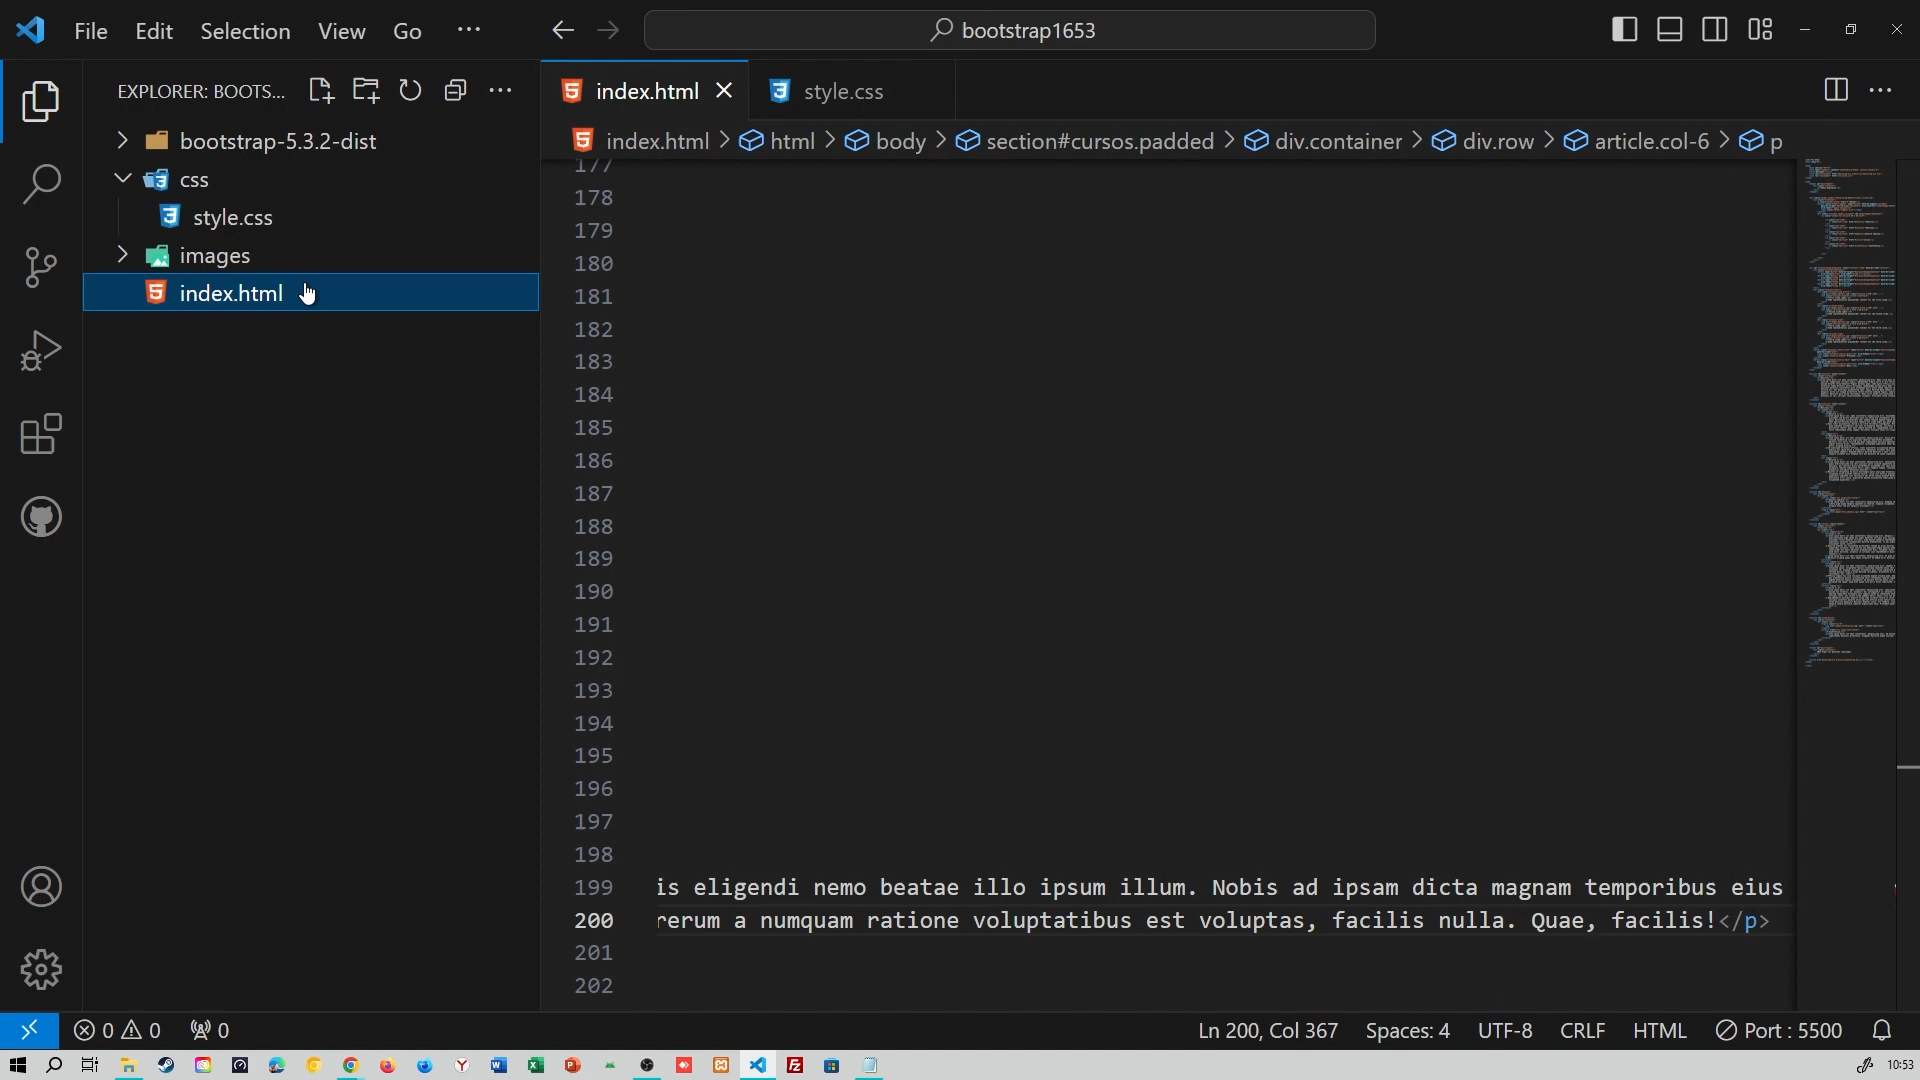 File Edit Selection View Go ··· bootstrap1653
EXPLORER: BOOTS...
bootstrap-5.3.2-dist
css
style.css
images
index.html
index.html style.css
index.html > html > body > section#cursos.padded > div.container > div.row > article.col-6 > p
177
178
179
180
181
182
183
184
185
186
187
188
189
190
191
192
193
194
195
196
197
198
199 is eligendi nemo beatae illo ipsum illum. Nobis ad ipsam dicta magnam temporibus eius
200 rerum a numquam ratione voluptatibus est voluptas, facilis nulla. Quae, facilis!</p>
201
202
0 0 0 Ln 200, Col 367 Spaces: 4 UTF-8 CRLF HTML Port : 5500
10:53